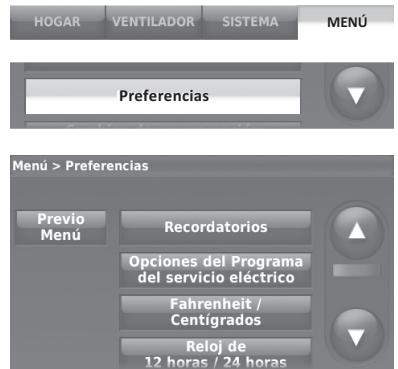 HOGAR VENTILADOR SISTEMA MENÚ
Preferencias
Menú > Preferencias
Previo
Menú
Recordatorios
Opciones del Programa
del servicio eléctrico
Fahrenheit /
Centígrados
Reloj de
12 horas / 24 horas